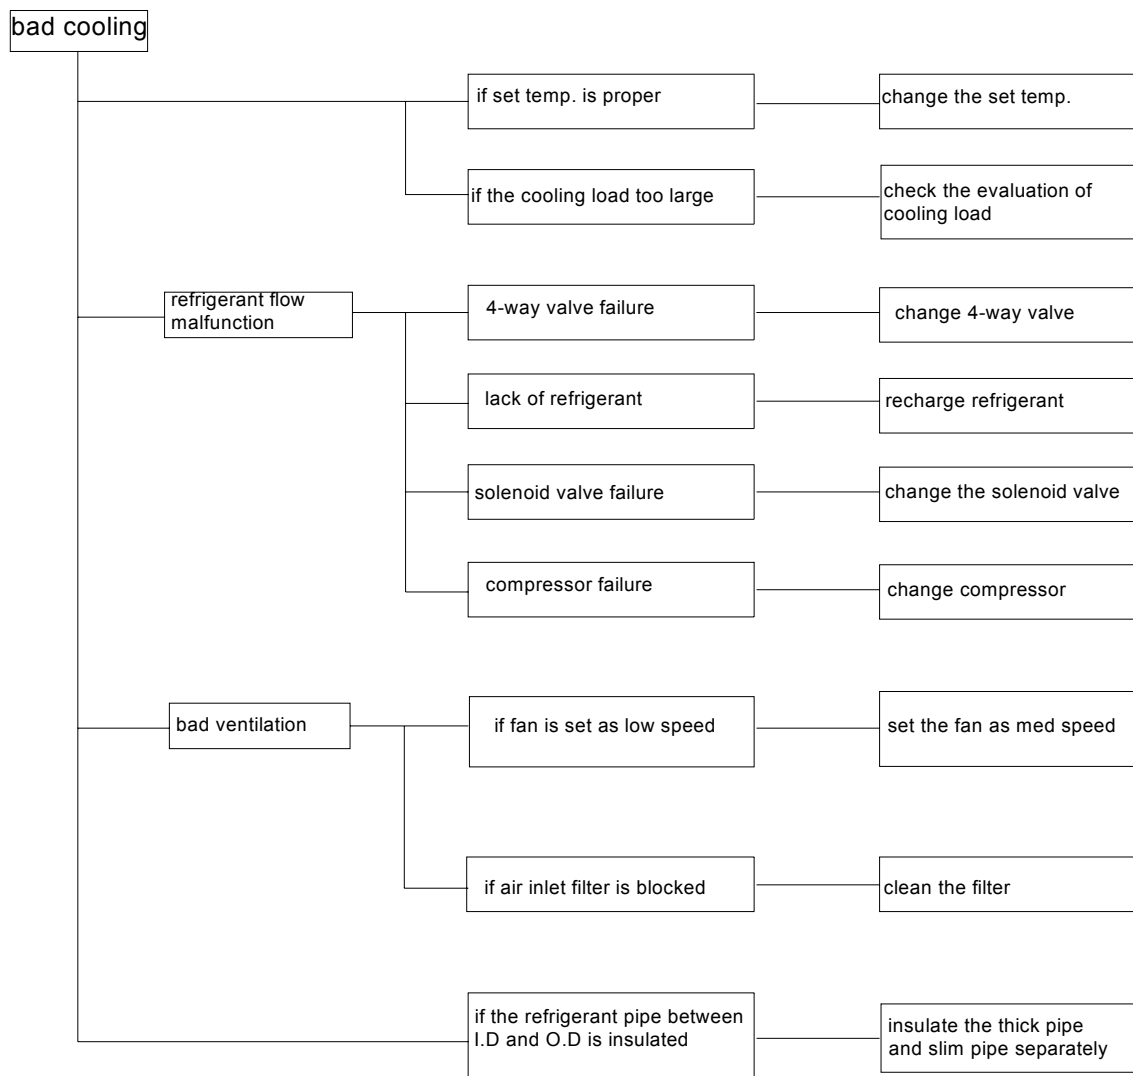 bad cooling
if set temp. is proper
change the set temp.
if the cooling load too large
check the evaluation of
cooling load
refrigerant flow
malfunction
4-way valve failure
change 4-way valve
lack of refrigerant
recharge refrigerant
solenoid valve failure
change the solenoid valve
compressor failure
change compressor
bad ventilation
if fan is set as low speed
set the fan as med speed
if air inlet filter is blocked
clean the filter
if the refrigerant pipe between
I.D and O.D is insulated
insulate the thick pipe
and slim pipe separately